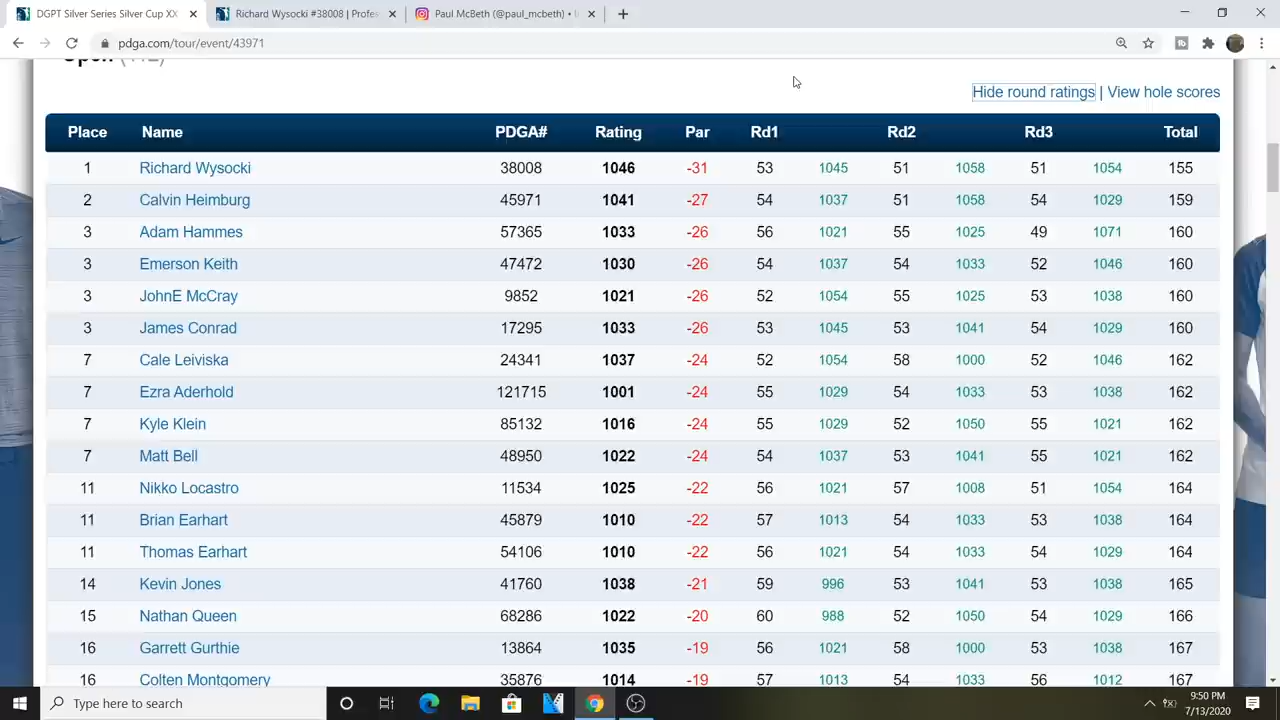 DGPT Silver Series Silver Cup XX
Richard Wysocki #38008 | Profes
Paul McBeth (@paul_mcbeth) •
pdga.com/tour/event/43971
Hide round ratings | View hole scores
Place Name PDGA# Rating Par Rd1 Rd2 Rd3 Total
1 Richard Wysocki 38008 1046 -31 53 1045 51 1058 51 1054 155
2 Calvin Heimburg 45971 1041 -27 54 1037 51 1058 54 1029 159
3 Adam Hammes 57365 1033 -26 56 1021 55 1025 49 1071 160
3 Emerson Keith 47472 1030 -26 54 1037 54 1033 52 1046 160
3 JohnE McCray 9852 1021 -26 52 1054 55 1025 53 1038 160
3 James Conrad 17295 1033 -26 53 1045 53 1041 54 1029 160
7 Cale Leiviska 24341 1037 -24 52 1054 58 1000 52 1046 162
7 Ezra Aderhold 121715 1001 -24 55 1029 54 1033 53 1038 162
7 Kyle Klein 85132 1016 -24 55 1029 52 1050 55 1021 162
7 Matt Bell 48950 1022 -24 54 1037 53 1041 55 1021 162
11 Nikko Locastro 11534 1025 -22 56 1021 57 1008 51 1054 164
11 Brian Earhart 45879 1010 -22 57 1013 54 1033 53 1038 164
11 Thomas Earhart 54106 1010 -22 56 1021 54 1033 54 1029 164
14 Kevin Jones 41760 1038 -21 59 996 53 1041 53 1038 165
15 Nathan Queen 68286 1022 -20 60 988 52 1050 54 1029 166
16 Garrett Gurthie 13864 1035 -19 56 1021 58 1000 53 1038 167
16 Colten Montgomery 35876 1014 -19 57 1013 54 1033 56 1012 167
Type here to search
9:50 PM
7/13/2020